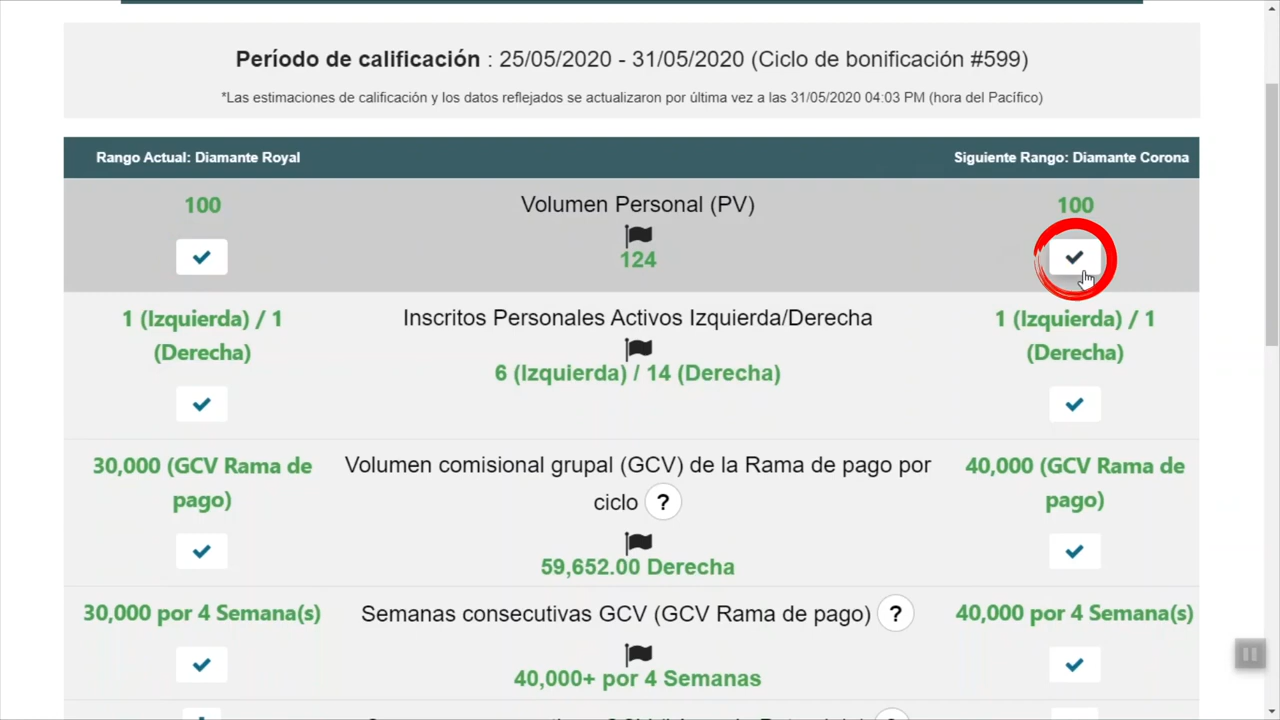 Período de calificación : 25/05/2020 - 31/05/2020 (Ciclo de bonificación #599)
*Las estimaciones de calificación y los datos reflejados se actualizaron por última vez a las 31/05/2020 04:03 PM (hora del Pacífico)
Rango Actual: Diamante Royal
Siguiente Rango: Diamante Corona
100
Volumen Personal (PV)
100
124
1 (Izquierda) / 1
(Derecha)
Inscritos Personales Activos Izquierda/Derecha
1 (Izquierda) / 1
(Derecha)
6 (Izquierda) / 14 (Derecha)
30,000 (GCV Rama de
pago)
Volumen comisional grupal (GCV) de la Rama de pago por
ciclo ?
40,000 (GCV Rama de
pago)
59,652.00 Derecha
30,000 por 4 Semana(s)
Semanas consecutivas GCV (GCV Rama de pago) ?
40,000 por 4 Semana(s)
40,000+ por 4 Semanas